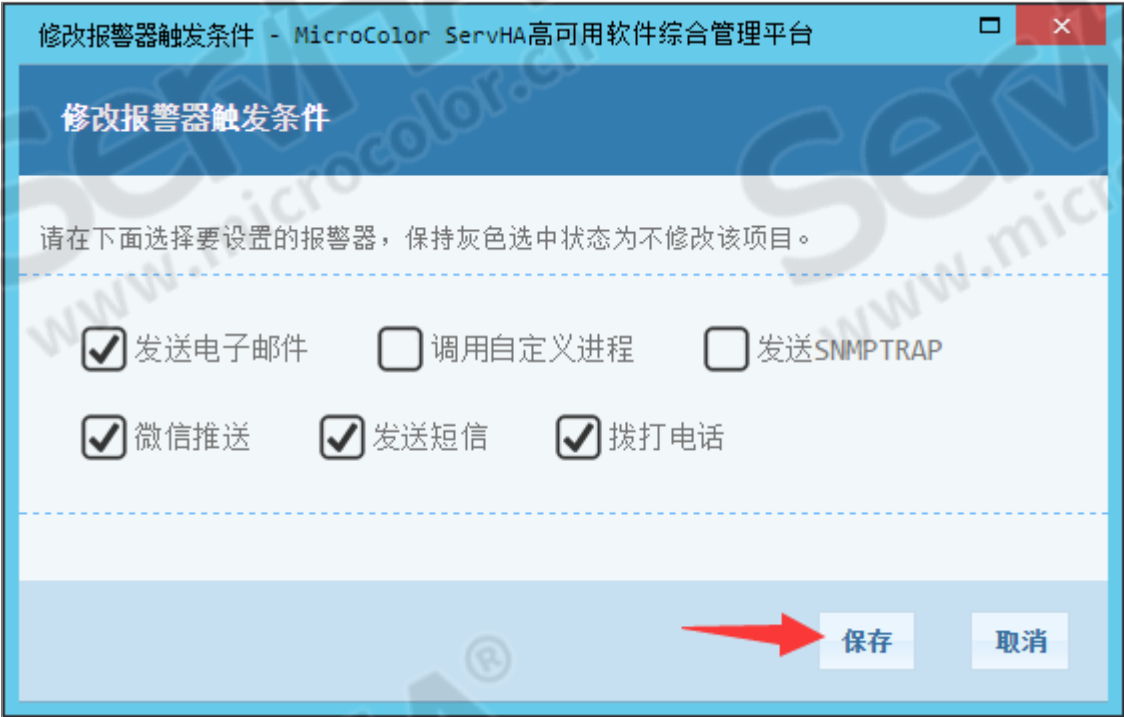 修改报警器触发条件 - MicroColor ServHA高可用软件综合管理平台
修改报警器触发条件
请在下面选择要设置的报警器，保持灰色选中状态为不修改该项目。
发送电子邮件 调用自定义进程 发送SNMPTRAP
微信推送 发送短信 拨打电话
保存 取消
www.microcolor.cn